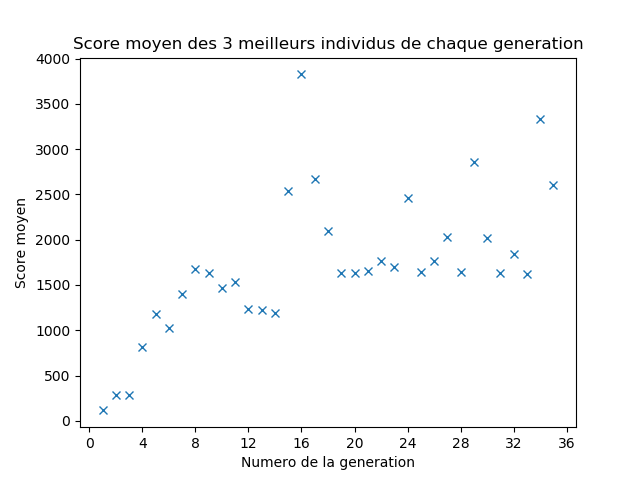 Score moyen des 3 meilleurs individus de chaque generation
4000
3500
3000
2500
2000
1500
1000
500
0
Score moyen
0 4 8 12 16 20 24 28 32 36
Numero de la generation